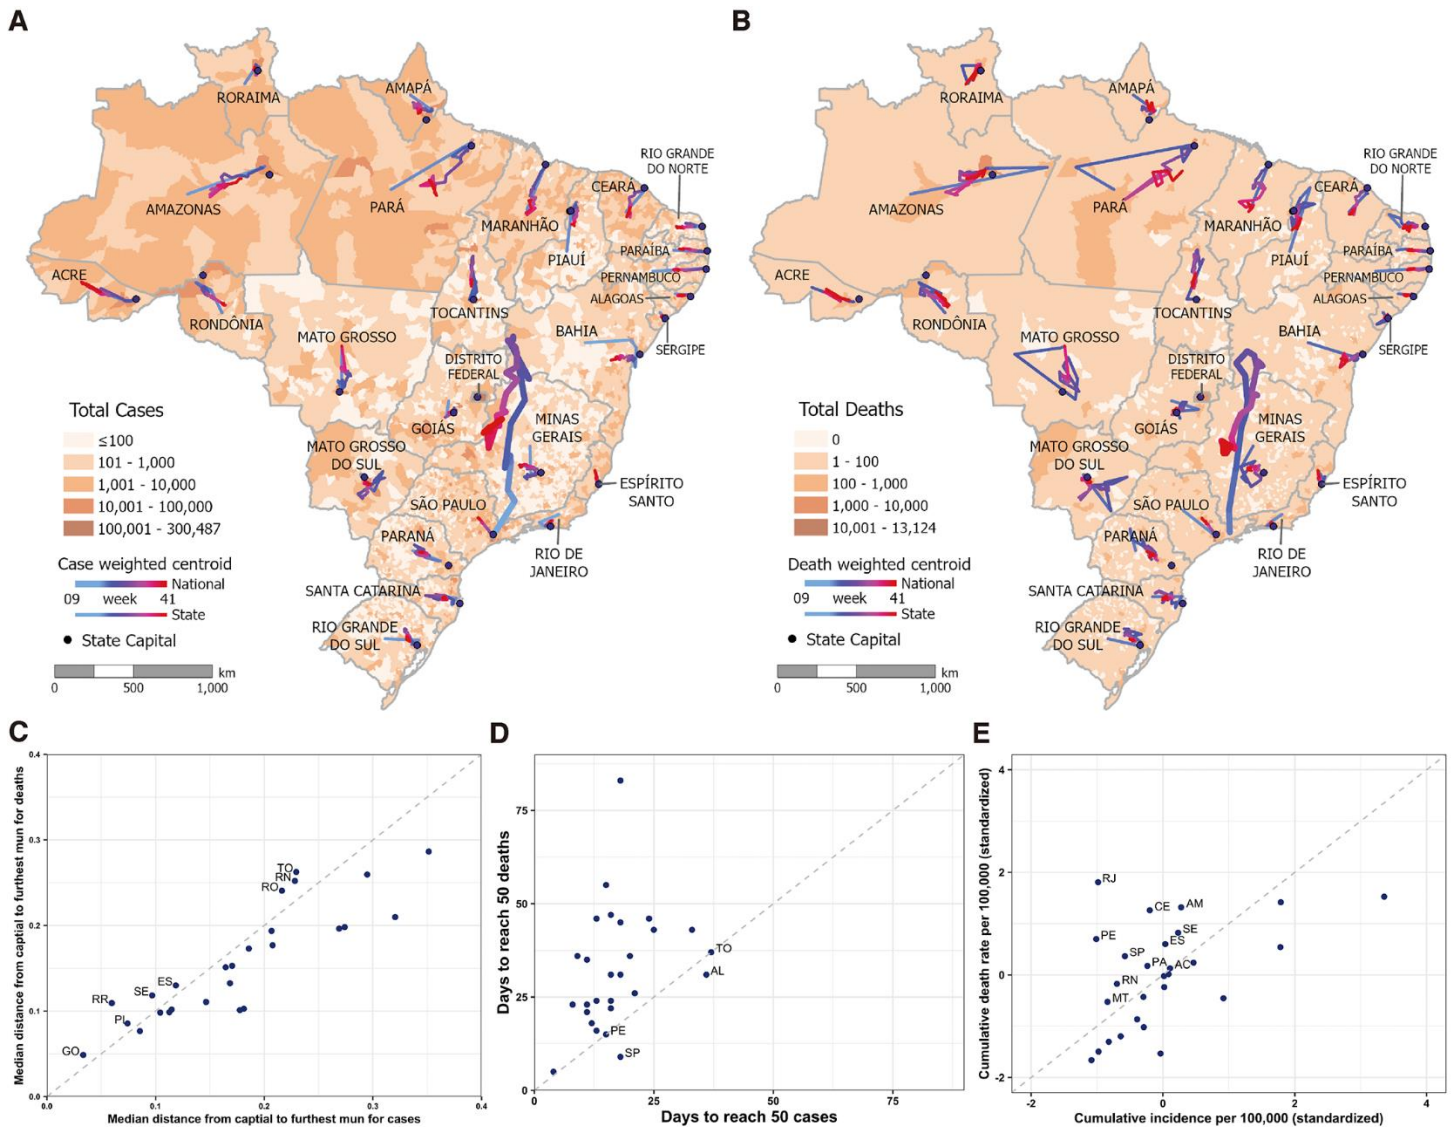 A
RORAIMA
AMAPÁ
AMAZONAS
PARÁ
MARANHÃO
CEARÁ
RIO GRANDE
DO NORTE
PIAUÍ
PARAÍBA
PERNAMBUCO
ALAGOAS
SERGIPE
ACRE
RONDÔNIA
TOCANTINS
BAHIA
MATO GROSSO
DISTRITO
FEDERAL
GOIÁS
MINAS
GERAIS
MATO GROSSO
DO SUL
ESPÍRITO
SANTO
SÃO PAULO
RIO DE
JANEIRO
PARANÁ
SANTA CATARINA
RIO GRANDE
DO SUL
Total Cases
≤100
101 - 1,000
1,001 - 10,000
10,001 - 100,000
100,001 - 300,487
Case weighted centroid
National
09 week 41
State
State Capital
km
0 500 1,000
B
RORAIMA
AMAPÁ
AMAZONAS
PARÁ
MARANHÃO
CEARÁ
RIO GRANDE
DO NORTE
PIAUÍ
PARAÍBA
PERNAMBUCO
ALAGOAS
SERGIPE
ACRE
RONDÔNIA
TOCANTINS
BAHIA
MATO GROSSO
DISTRITO
FEDERAL
GOIÁS
MINAS
GERAIS
MATO GROSSO
DO SUL
ESPÍRITO
SANTO
SÃO PAULO
RIO DE
JANEIRO
PARANÁ
SANTA CATARINA
RIO GRANDE
DO SUL
Total Deaths
0
1 - 100
100 - 1,000
1,000 - 10,000
10,001 - 13,124
Death weighted centroid
National
09 week 41
State
State Capital
km
0 500 1,000
C
Median distance from captial to furthest mun for deaths
0.4
0.3
0.2
0.1
0.0
TO
RN
RO
ES
SE
RR
PI
GO
0.0 0.1 0.2 0.3 0.4
Median distance from captial to furthest mun for cases
D
Days to reach 50 deaths
75
50
25
0
TO
AL
PE
SP
0 25 50 75
Days to reach 50 cases
E
Cumulative death rate per 100,000 (standardized)
4
2
0
-2
RJ
CE
AM
PE
SE
ES
SP
PA
AC
RN
MT
-2 0 2 4
Cumulative incidence per 100,000 (standardized)